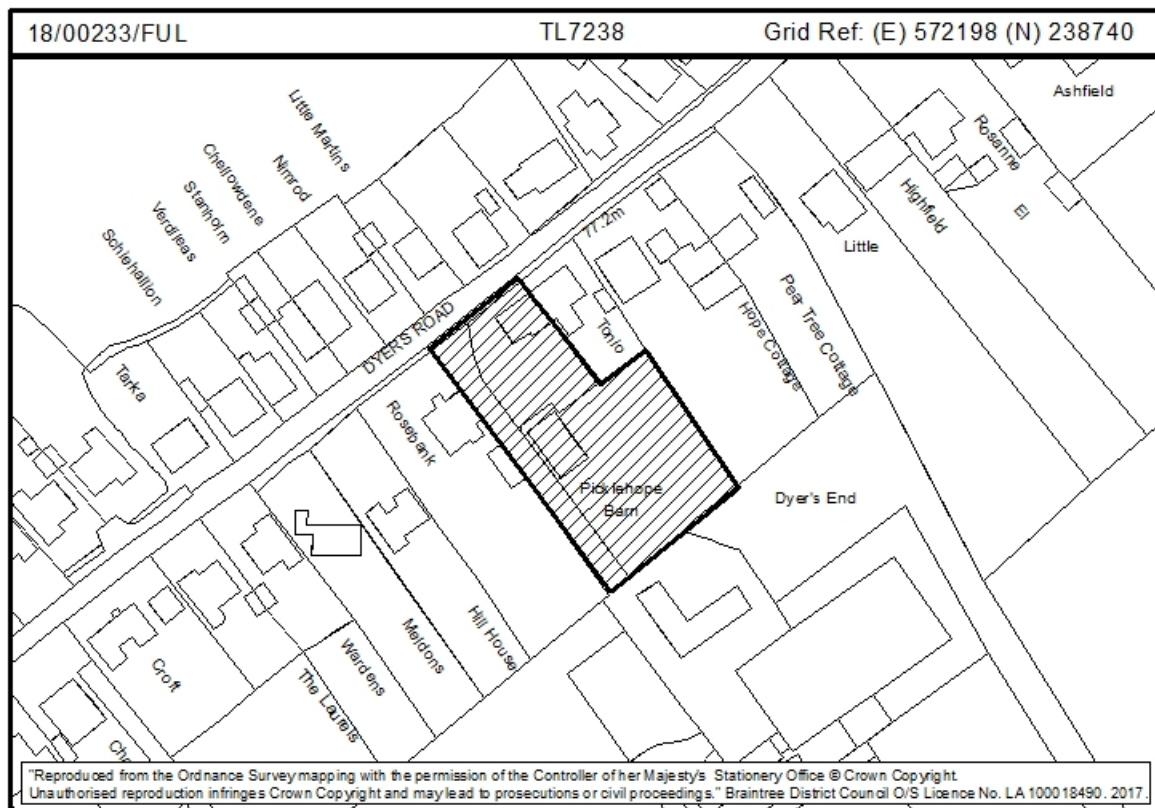 18/00233/FUL TL7238 Grid Ref: (E) 572198 (N) 238740
Ashfield
Little Martins
Rosanne
Nimrod
Chellowdene
Stanholm
Verdileas
Schiehallion
Highfield
El
77.2m
Little
DYER'S ROAD
Tonio
Pear Tree Cottage
Hope Cottage
Tarka
Rosebank
Picklehope
Barn
Dyer's End
Hill House
Meldons
Wardens
The Laurels
Croft
"Reproduced from the Ordnance Survey mapping with the permission of the Controller of her Majesty's Stationery Office © Crown Copyright.
Unauthorised reproduction infringes Crown Copyright and may lead to prosecutions or civil proceedings." Braintree District Council O/S Licence No. LA 100018490. 2017.